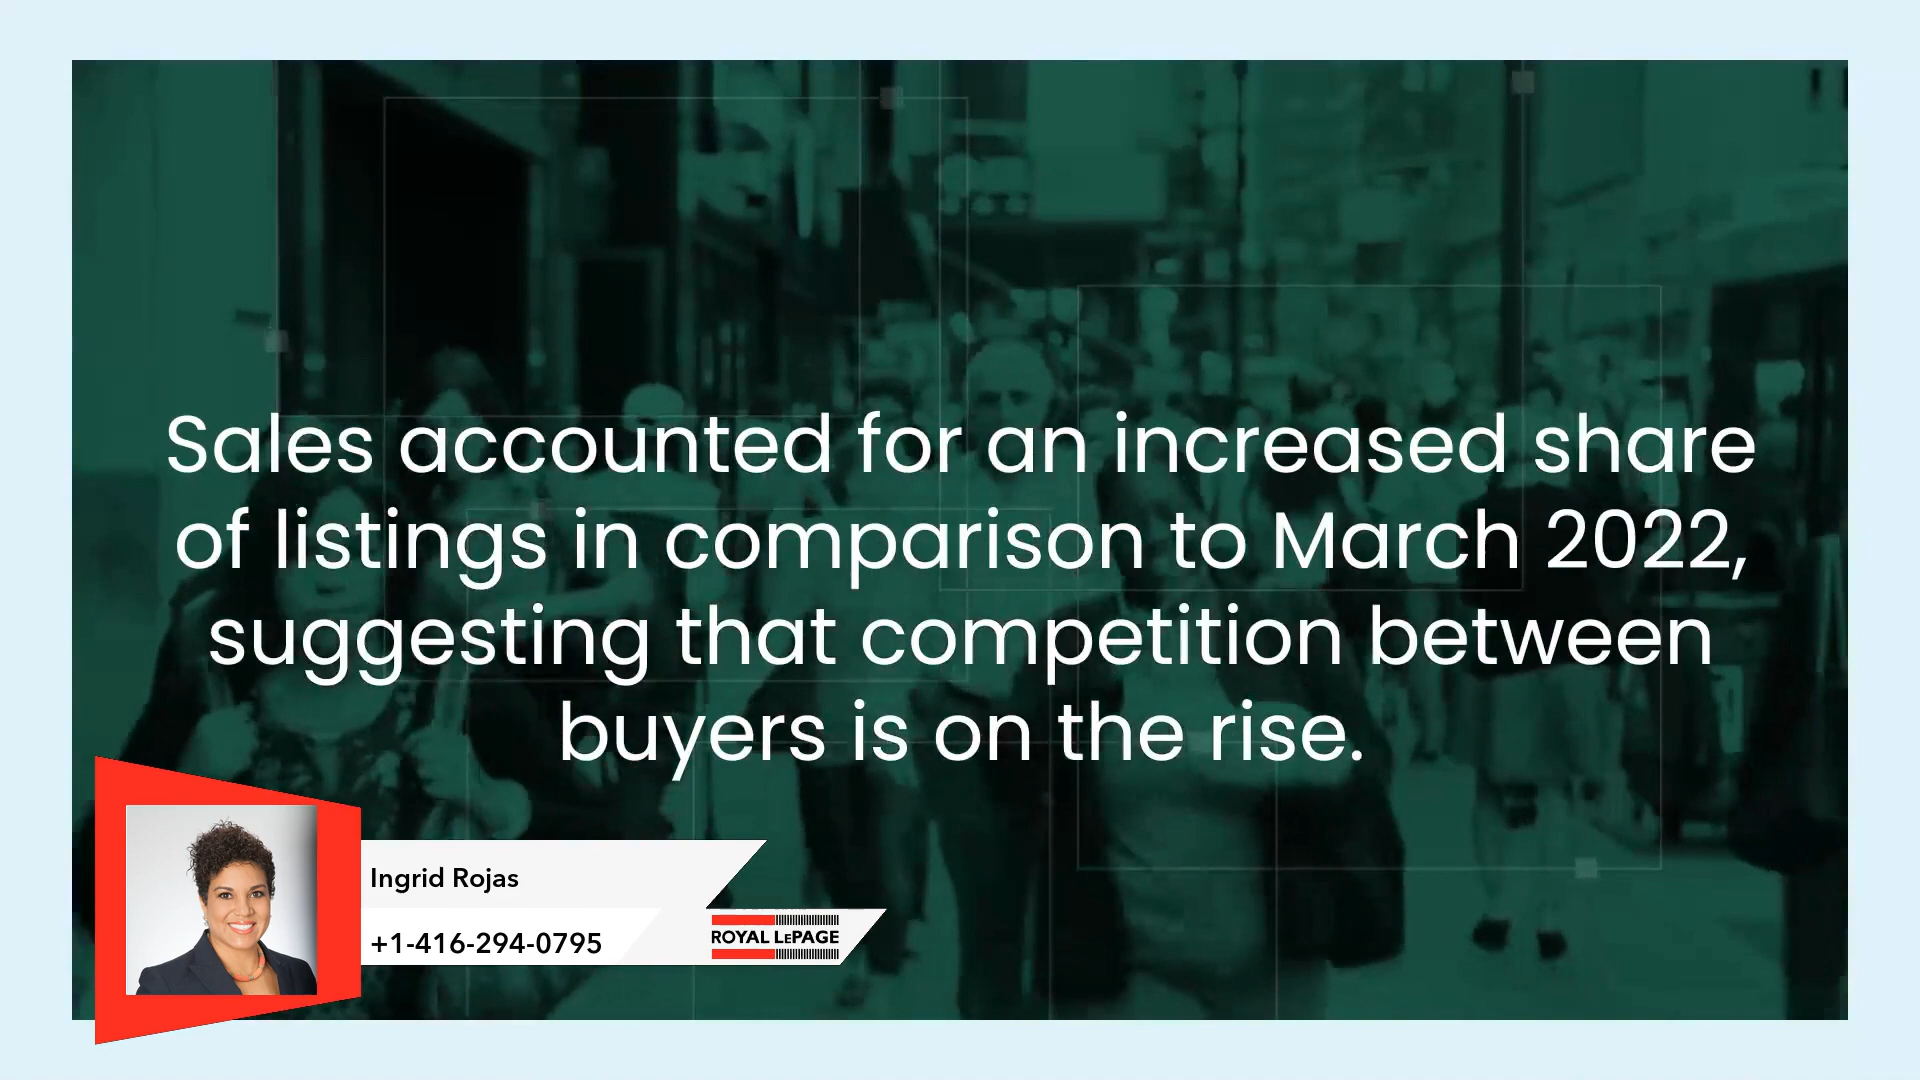 Sales accounted for an increased share
of listings in comparison to March 2022,
suggesting that competition between
buyers is on the rise.
Ingrid Rojas
+1-416-294-0795
ROYAL LEPAGE